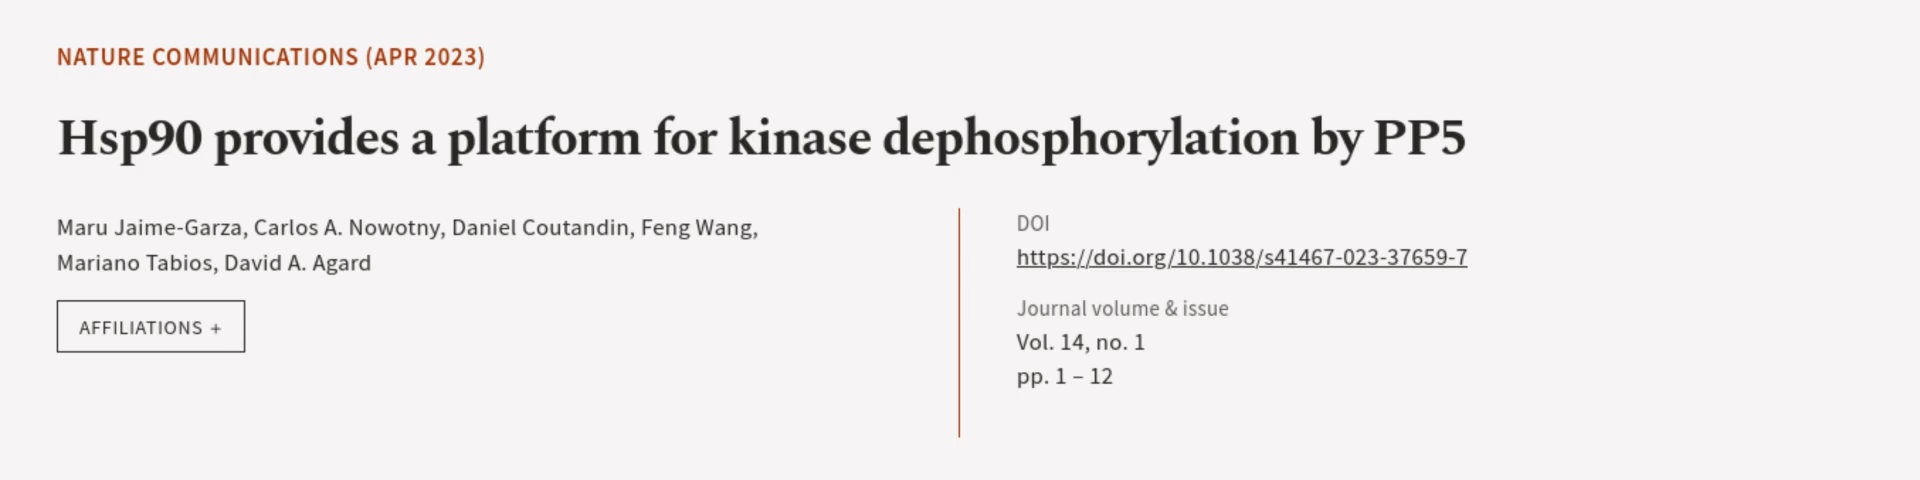 NATURE COMMUNICATIONS (APR 2023)
Hsp90 provides a platform for kinase dephosphorylation by PP5
Maru Jaime-Garza, Carlos A. Nowotny, Daniel Coutandin, Feng Wang,
Mariano Tabios, David A. Agard
AFFILIATIONS +
DOI
https://doi.org/10.1038/s41467-023-37659-7
Journal volume & issue
Vol. 14, no. 1
pp. 1 – 12